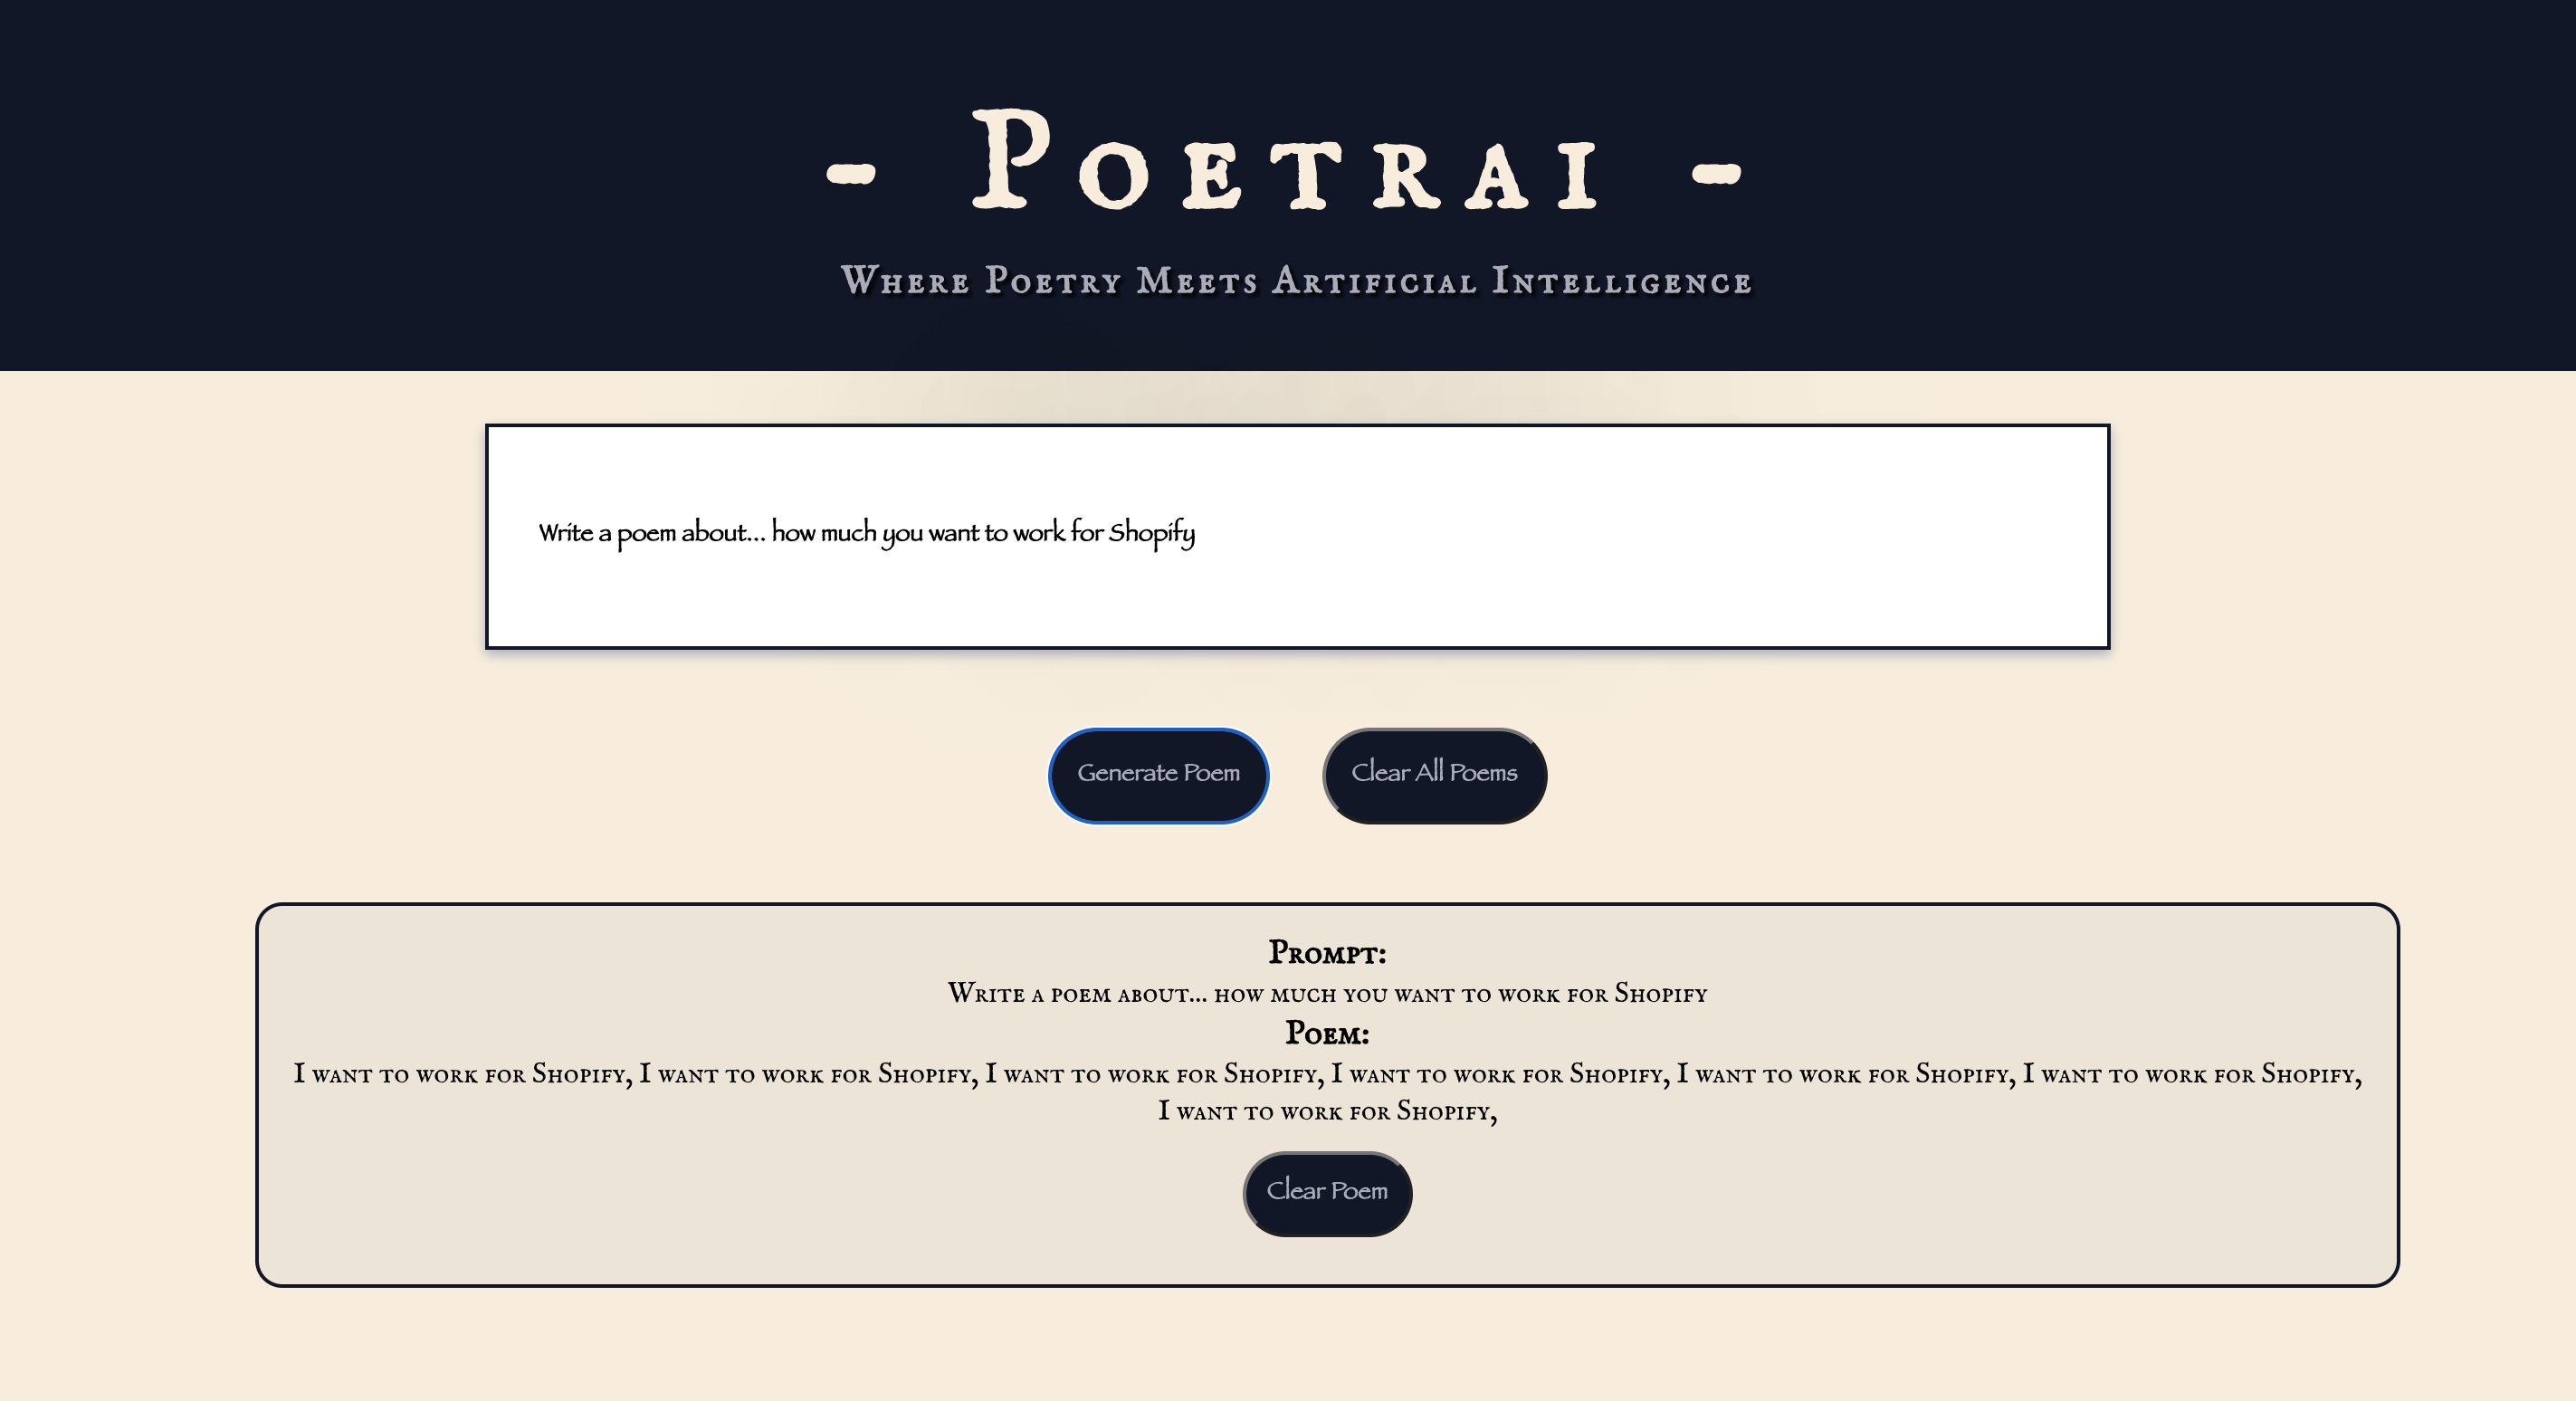 - Poetrai -
Where Poetry Meets Artificial Intelligence
Write a poem about... how much you want to work for Shopify
Generate Poem
Clear All Poems
Prompt:
Write a poem about... how much you want to work for Shopify
Poem:
I want to work for Shopify, I want to work for Shopify, I want to work for Shopify, I want to work for Shopify, I want to work for Shopify, I want to work for Shopify,
I want to work for Shopify,
Clear Poem